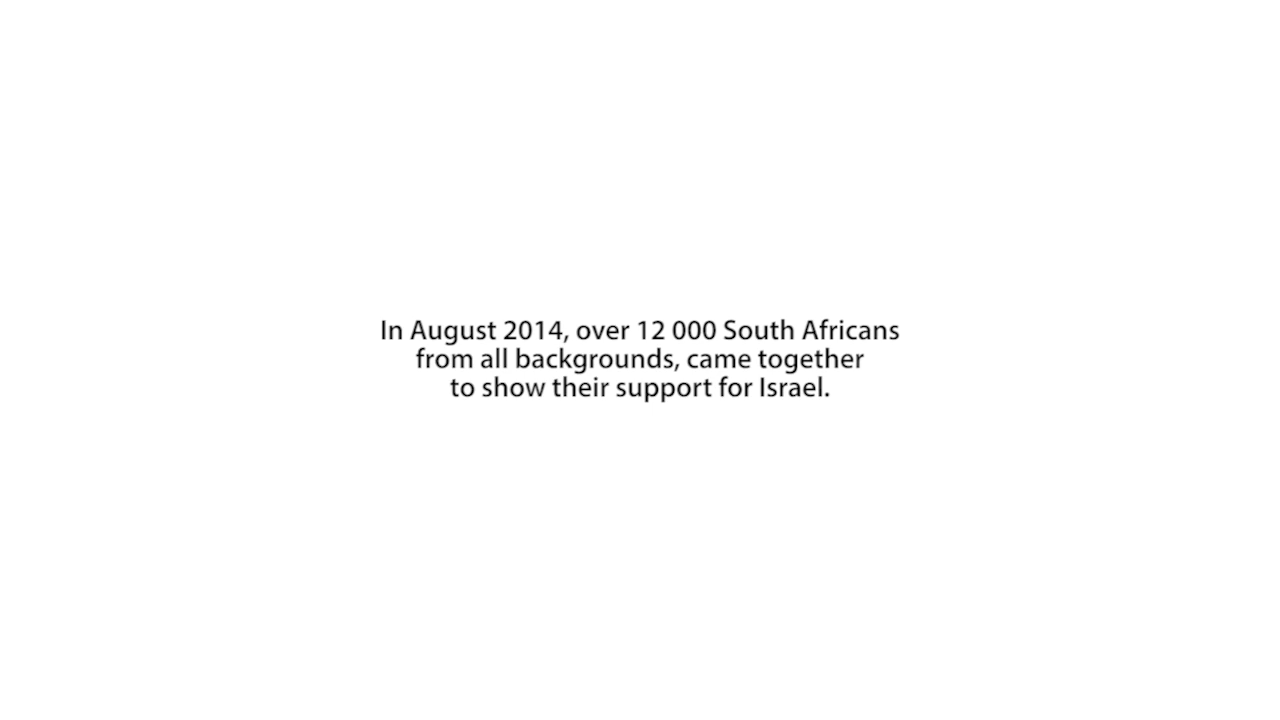 In August 2014, over 12 000 South Africans
from all backgrounds, came together
to show their support for Israel.